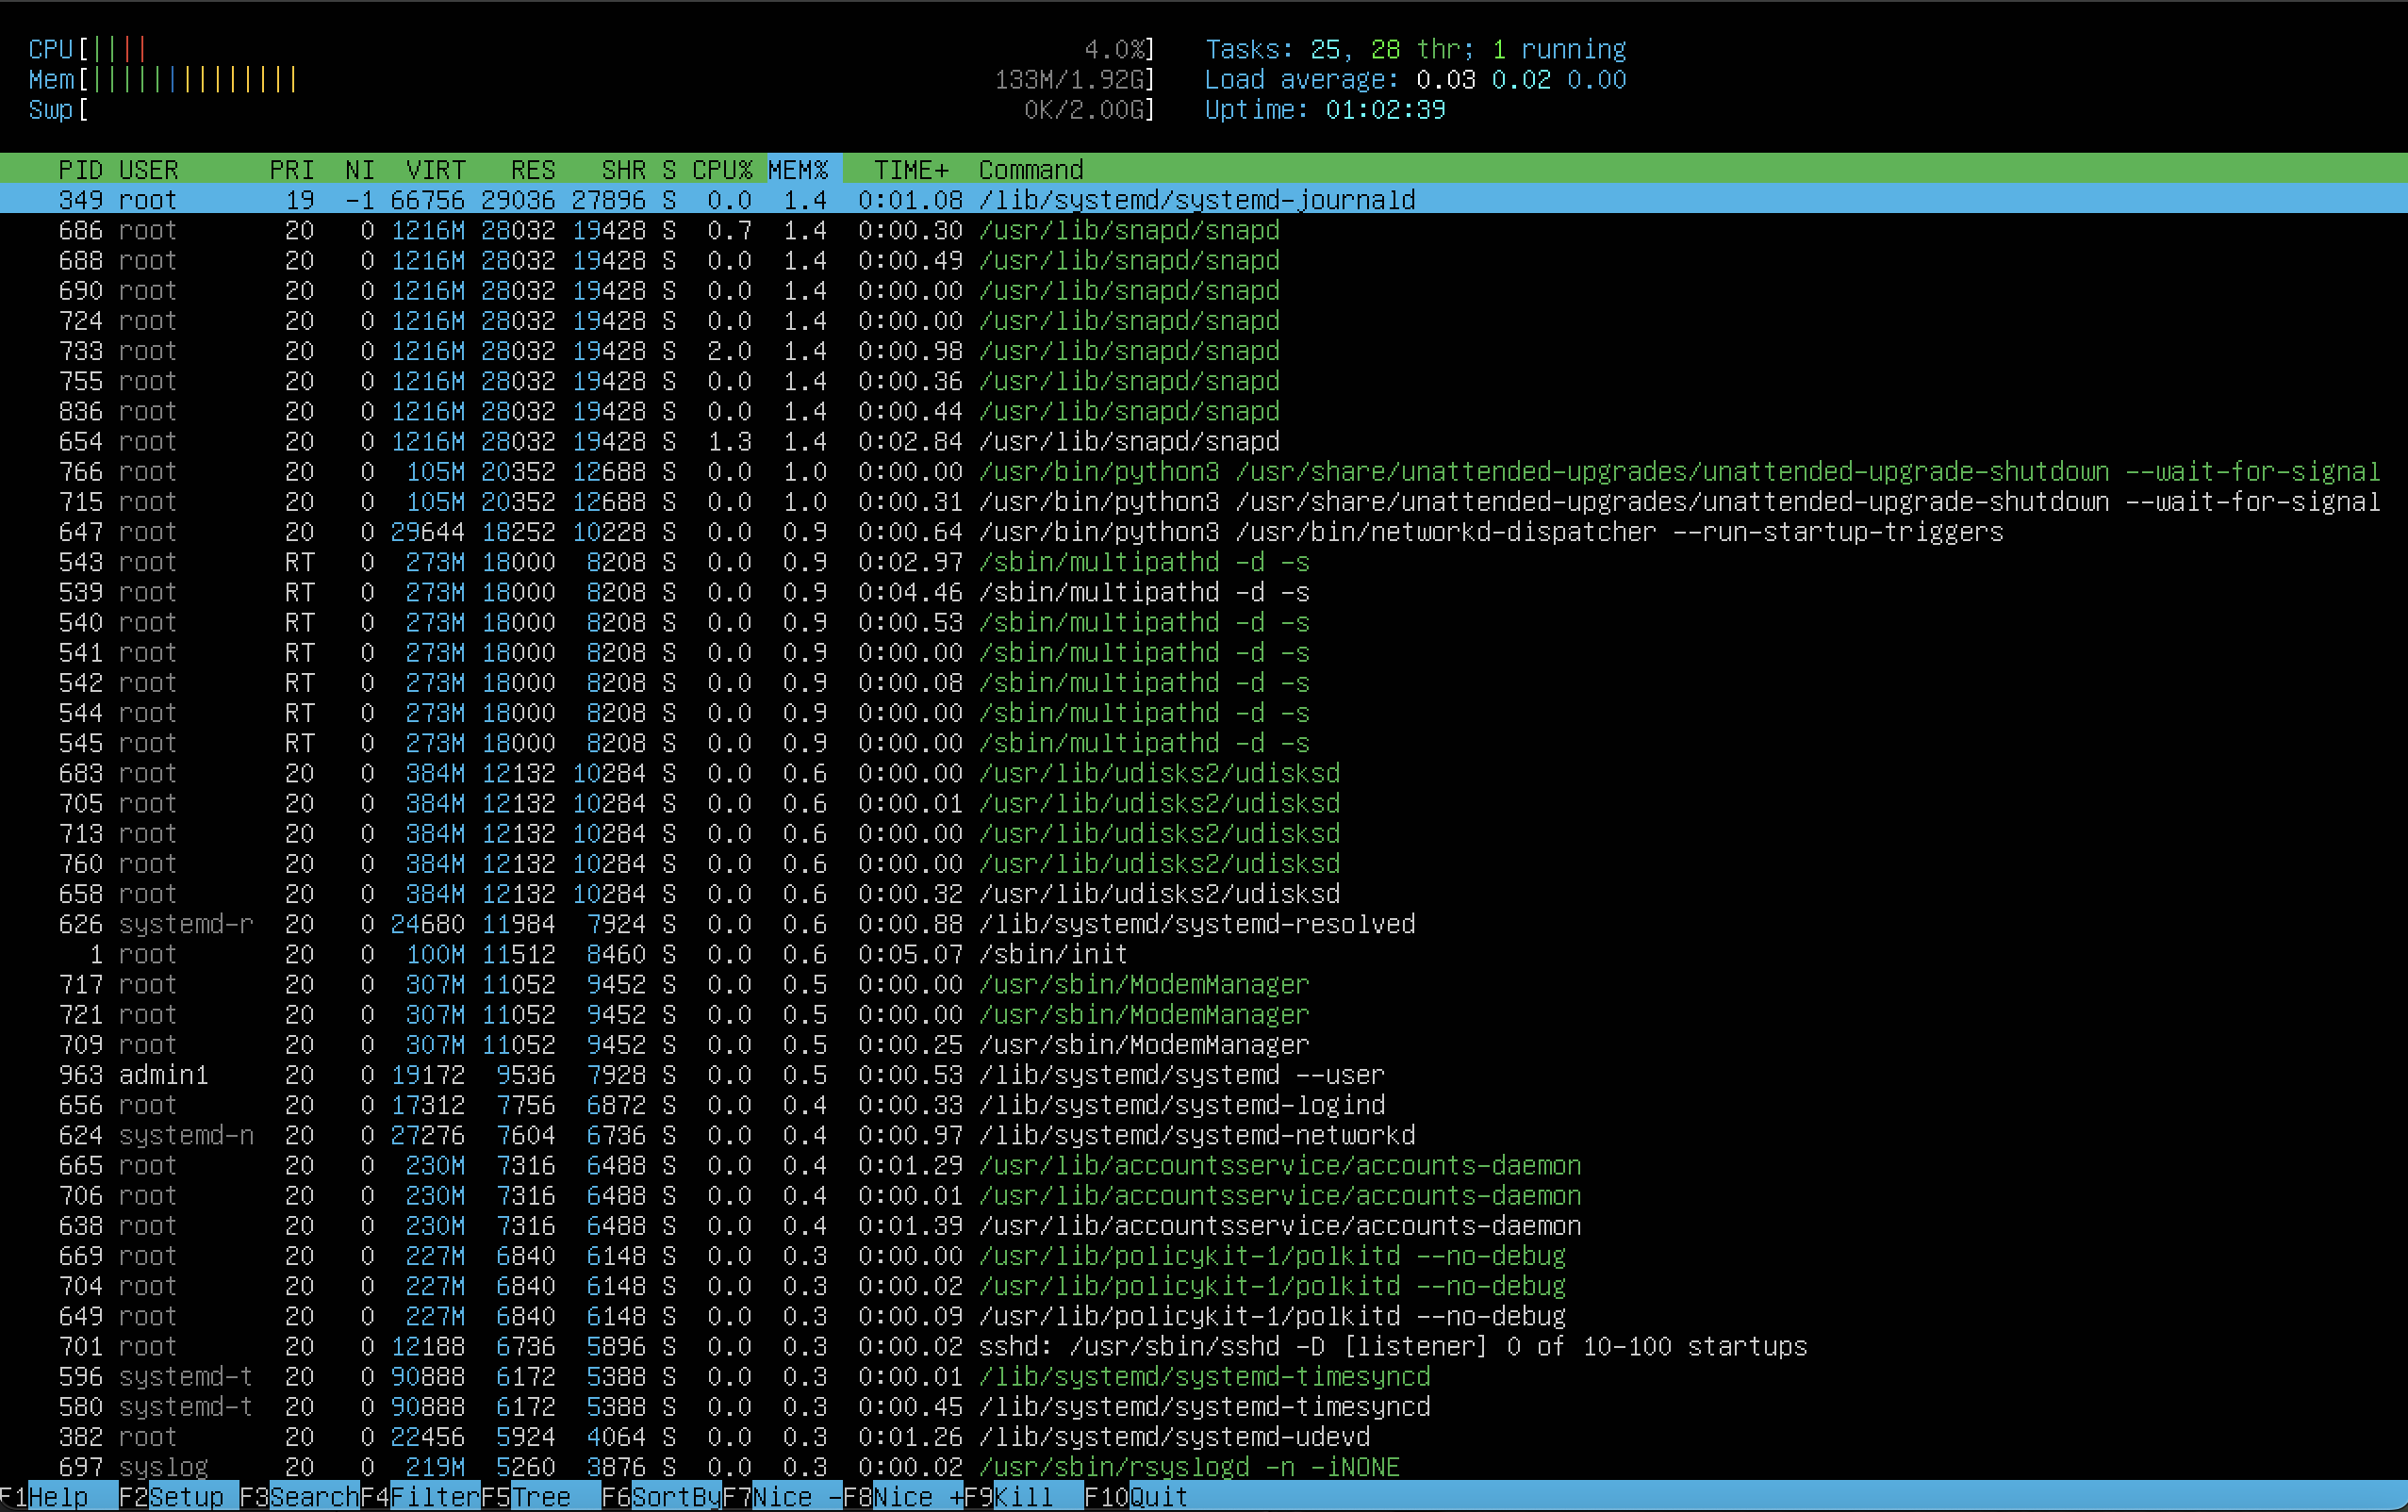 CPU[||||                                                               4.0%]   Tasks: 25, 28 thr; 1 running
Mem[||||||||||||||                                               133M/1.92G]   Load average: 0.03 0.02 0.00
Swp[                                                               0K/2.00G]   Uptime: 01:02:39
PID USER PRI NI VIRT RES SHR S CPU% MEM% TIME+ Command
349 root 19 -1 66756 29036 27896 S 0.0 1.4 0:01.08 /lib/systemd/systemd-journald
686 root 20 0 1216M 28032 19428 S 0.7 1.4 0:00.30 /usr/lib/snapd/snapd
688 root 20 0 1216M 28032 19428 S 0.0 1.4 0:00.49 /usr/lib/snapd/snapd
690 root 20 0 1216M 28032 19428 S 0.0 1.4 0:00.00 /usr/lib/snapd/snapd
724 root 20 0 1216M 28032 19428 S 0.0 1.4 0:00.00 /usr/lib/snapd/snapd
733 root 20 0 1216M 28032 19428 S 2.0 1.4 0:00.98 /usr/lib/snapd/snapd
755 root 20 0 1216M 28032 19428 S 0.0 1.4 0:00.36 /usr/lib/snapd/snapd
836 root 20 0 1216M 28032 19428 S 0.0 1.4 0:00.44 /usr/lib/snapd/snapd
654 root 20 0 1216M 28032 19428 S 1.3 1.4 0:02.84 /usr/lib/snapd/snapd
766 root 20 0 105M 20352 12688 S 0.0 1.0 0:00.00 /usr/bin/python3 /usr/share/unattended-upgrades/unattended-upgrade-shutdown --wait-for-signal
715 root 20 0 105M 20352 12688 S 0.0 1.0 0:00.31 /usr/bin/python3 /usr/share/unattended-upgrades/unattended-upgrade-shutdown --wait-for-signal
647 root 20 0 29644 18252 10228 S 0.0 0.9 0:00.64 /usr/bin/python3 /usr/bin/networkd-dispatcher --run-startup-triggers
543 root RT 0 273M 18000 8208 S 0.0 0.9 0:02.97 /sbin/multipathd -d -s
539 root RT 0 273M 18000 8208 S 0.0 0.9 0:04.46 /sbin/multipathd -d -s
540 root RT 0 273M 18000 8208 S 0.0 0.9 0:00.53 /sbin/multipathd -d -s
541 root RT 0 273M 18000 8208 S 0.0 0.9 0:00.00 /sbin/multipathd -d -s
542 root RT 0 273M 18000 8208 S 0.0 0.9 0:00.08 /sbin/multipathd -d -s
544 root RT 0 273M 18000 8208 S 0.0 0.9 0:00.00 /sbin/multipathd -d -s
545 root RT 0 273M 18000 8208 S 0.0 0.9 0:00.00 /sbin/multipathd -d -s
683 root 20 0 384M 12132 10284 S 0.0 0.6 0:00.00 /usr/lib/udisks2/udisksd
705 root 20 0 384M 12132 10284 S 0.0 0.6 0:00.01 /usr/lib/udisks2/udisksd
713 root 20 0 384M 12132 10284 S 0.0 0.6 0:00.00 /usr/lib/udisks2/udisksd
760 root 20 0 384M 12132 10284 S 0.0 0.6 0:00.00 /usr/lib/udisks2/udisksd
658 root 20 0 384M 12132 10284 S 0.0 0.6 0:00.32 /usr/lib/udisks2/udisksd
626 systemd-r 20 0 24680 11984 7924 S 0.0 0.6 0:00.88 /lib/systemd/systemd-resolved
1 root 20 0 100M 11512 8460 S 0.0 0.6 0:05.07 /sbin/init
717 root 20 0 307M 11052 9452 S 0.0 0.5 0:00.00 /usr/sbin/ModemManager
721 root 20 0 307M 11052 9452 S 0.0 0.5 0:00.00 /usr/sbin/ModemManager
709 root 20 0 307M 11052 9452 S 0.0 0.5 0:00.25 /usr/sbin/ModemManager
963 admin1 20 0 19172 9536 7928 S 0.0 0.5 0:00.53 /lib/systemd/systemd --user
656 root 20 0 17312 7756 6872 S 0.0 0.4 0:00.33 /lib/systemd/systemd-logind
624 systemd-n 20 0 27276 7604 6736 S 0.0 0.4 0:00.97 /lib/systemd/systemd-networkd
665 root 20 0 230M 7316 6488 S 0.0 0.4 0:01.29 /usr/lib/accountsservice/accounts-daemon
706 root 20 0 230M 7316 6488 S 0.0 0.4 0:00.01 /usr/lib/accountsservice/accounts-daemon
638 root 20 0 230M 7316 6488 S 0.0 0.4 0:01.39 /usr/lib/accountsservice/accounts-daemon
669 root 20 0 227M 6840 6148 S 0.0 0.3 0:00.00 /usr/lib/policykit-1/polkitd --no-debug
704 root 20 0 227M 6840 6148 S 0.0 0.3 0:00.02 /usr/lib/policykit-1/polkitd --no-debug
649 root 20 0 227M 6840 6148 S 0.0 0.3 0:00.09 /usr/lib/policykit-1/polkitd --no-debug
701 root 20 0 12188 6736 5896 S 0.0 0.3 0:00.02 sshd: /usr/sbin/sshd -D [listener] 0 of 10-100 startups
596 systemd-t 20 0 90888 6172 5388 S 0.0 0.3 0:00.01 /lib/systemd/systemd-timesyncd
580 systemd-t 20 0 90888 6172 5388 S 0.0 0.3 0:00.45 /lib/systemd/systemd-timesyncd
382 root 20 0 22456 5924 4064 S 0.0 0.3 0:01.26 /lib/systemd/systemd-udevd
697 syslog 20 0 219M 5260 3876 S 0.0 0.3 0:00.02 /usr/sbin/rsyslogd -n -iNONE
F1Help F2Setup F3SearchF4FilterF5Tree F6SortByF7Nice -F8Nice +F9Kill F10Quit